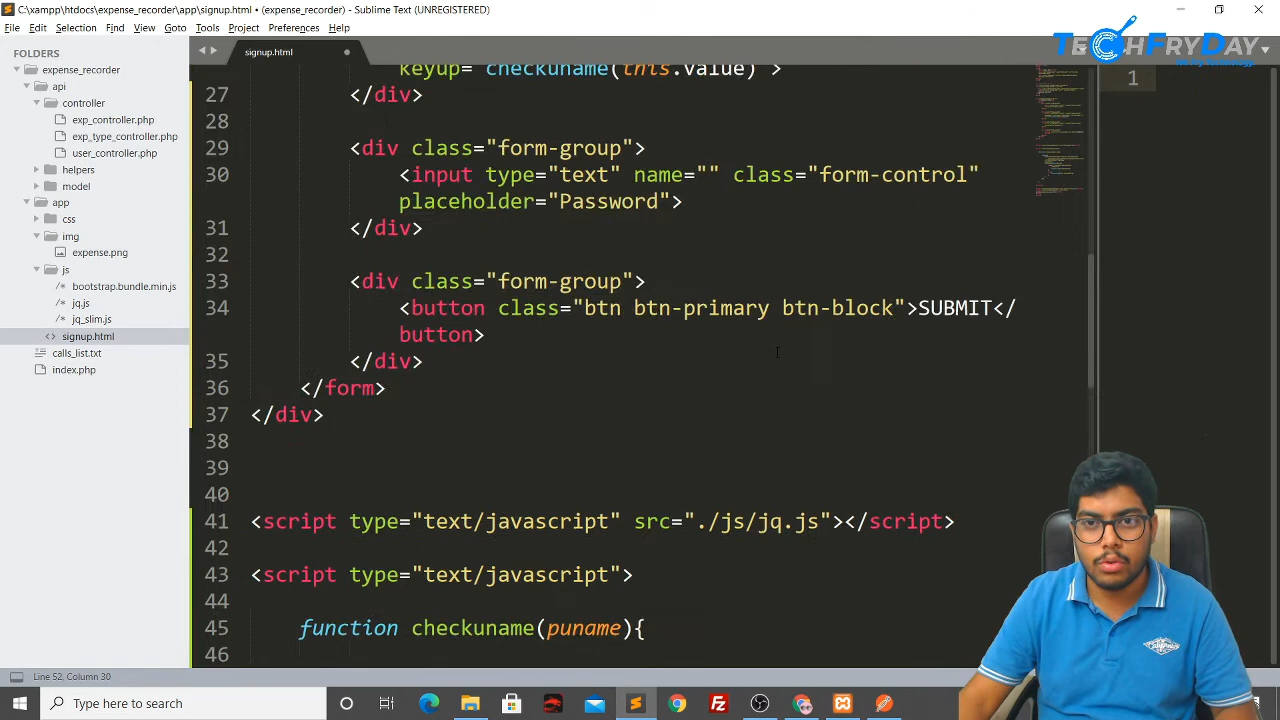 C:\xampp\htdocs\expense_recorder\app\signup.html • (expense_recorder) - Sublime Text (UNREGISTERED)
File Edit Selection Find View Goto Tools Project Preferences Help
TECHFRYDAY
FOLDERS
expense_recorder
api
controller
exp_controller.php
exp_type_controller.php
user_controller.php
helpers
model
app
css
img
expense.png
js
bootstrap.bundle.min.js
jq.js
jq_slim.js
signup.html
calls_list.txt
index.php
signup.html
keyup="checkuname(this.value)">
27 </div>
28
29 <div class="form-group">
30 <input type="text" name="" class="form-control"
placeholder="Password">
31 </div>
32
33 <div class="form-group">
34 <button class="btn btn-primary btn-block">SUBMIT</
button>
35 </div>
36 </form>
37 </div>
38
39
40
41 <script type="text/javascript" src="./js/jq.js"></script>
42
43 <script type="text/javascript">
44
45 function checkuname(puname){
46
1
Line 52, Column 30
Type here to search